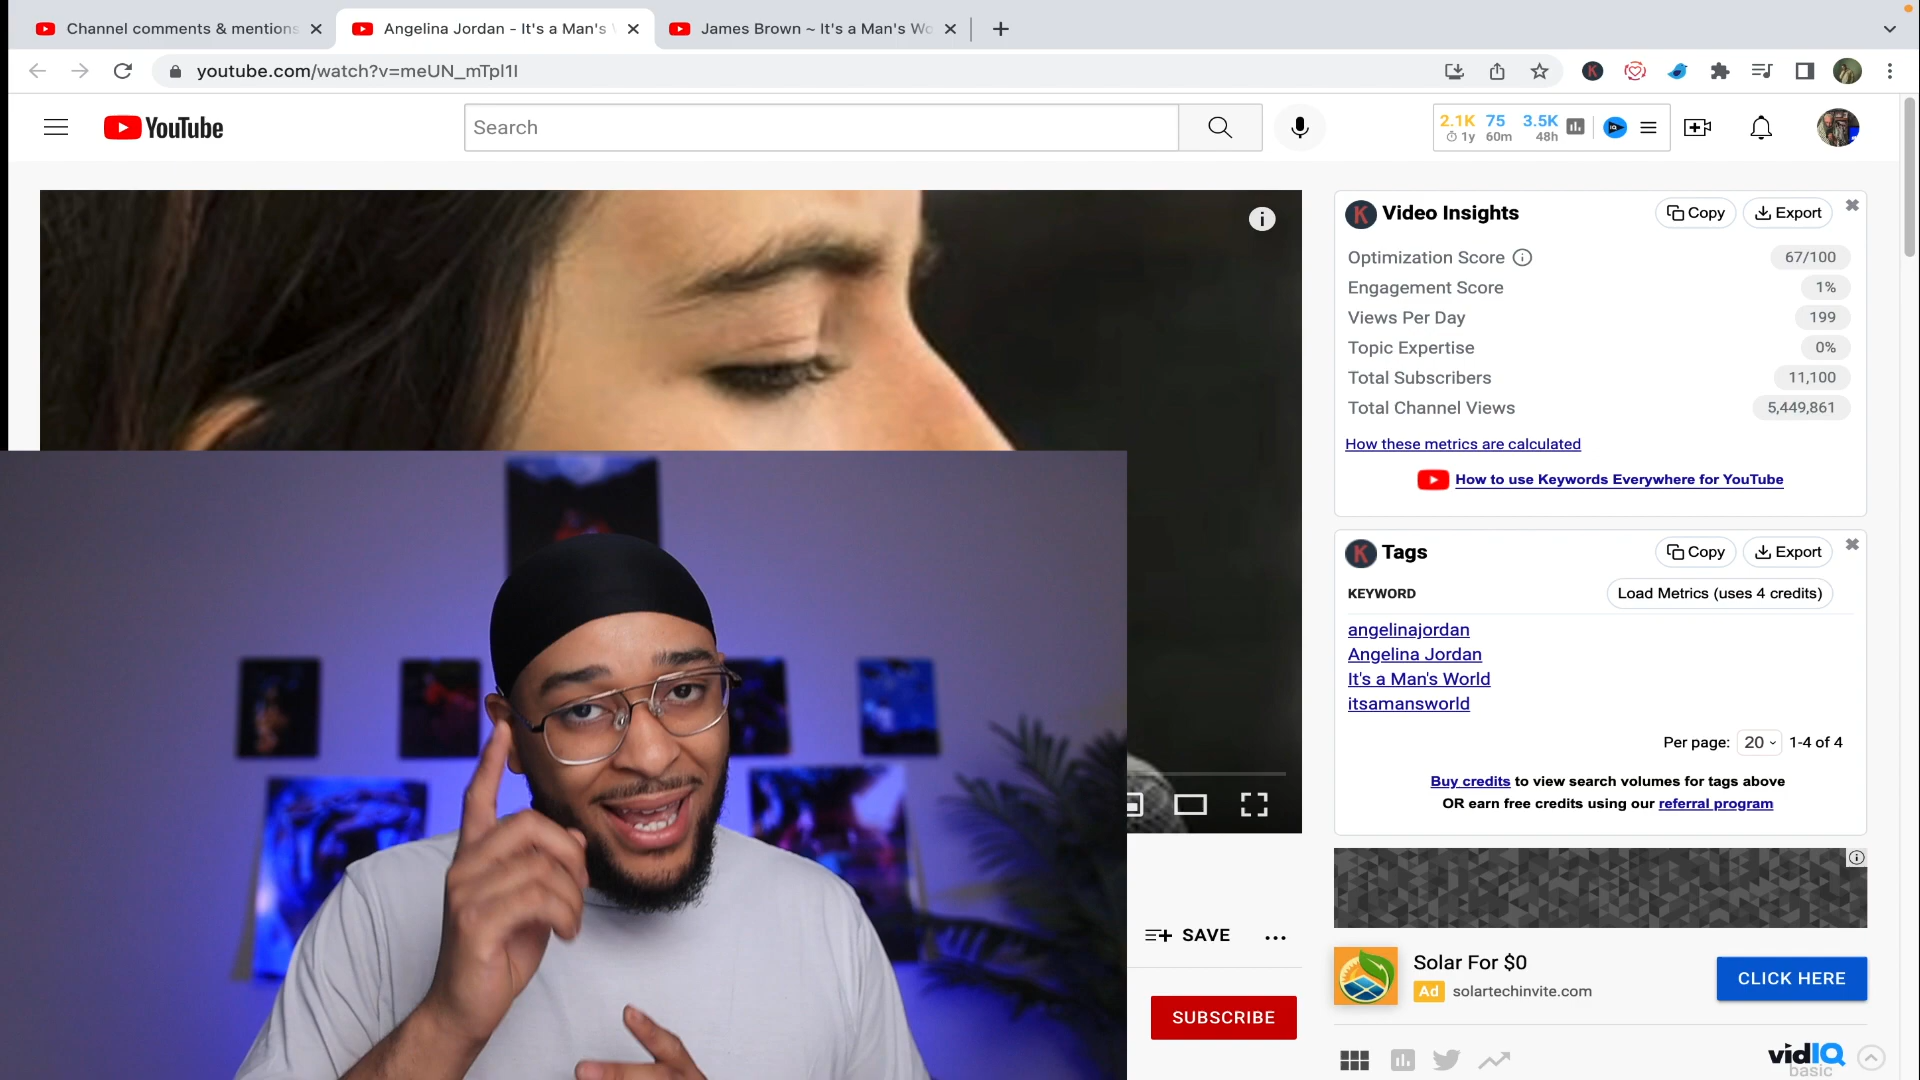 Channel comments & mentions
Angelina Jordan - It's a Man's
James Brown ~ It's a Man's Wo
youtube.com/watch?v=meUN_mTpl1I
YouTube
Search
2.1K 75 3.5K
1y 60m 48h
Video Insights
Copy
Export
Optimization Score
67/100
Engagement Score
1%
Views Per Day
199
Topic Expertise
0%
Total Subscribers
11,100
Total Channel Views
5,449,861
How these metrics are calculated
How to use Keywords Everywhere for YouTube
K Tags
Copy
Export
KEYWORD
Load Metrics (uses 4 credits)
angelinajordan
Angelina Jordan
It's a Man's World
itsamansworld
Per page: 20 1-4 of 4
Buy credits to view search volumes for tags above
OR earn free credits using our referral program
SAVE
SUBSCRIBE
Solar For $0
Ad solartechinvite.com
CLICK HERE
vidIQ
basic